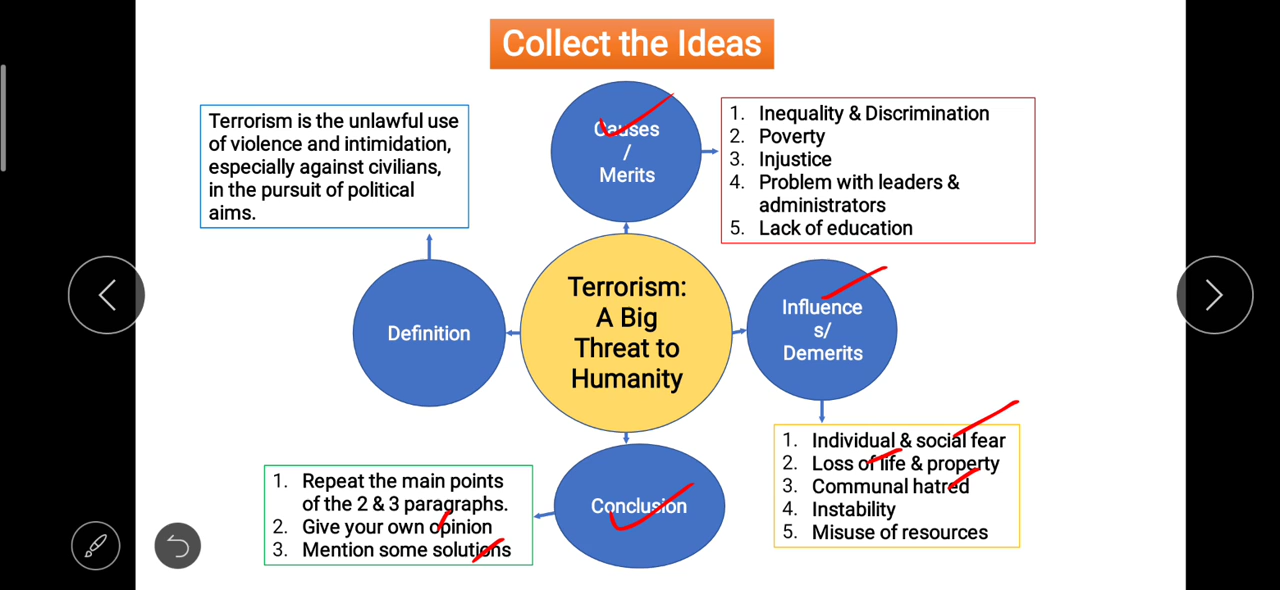 Collect the Ideas
Terrorism is the unlawful use
of violence and intimidation,
especially against civilians,
in the pursuit of political
aims.
Causes
/
Merits
1. Inequality & Discrimination
2. Poverty
3. Injustice
4. Problem with leaders &
administrators
5. Lack of education
Definition
Terrorism:
A Big
Threat to
Humanity
Influence
s/
Demerits
1. Individual & social fear
2. Loss of life & property
3. Communal hatred
4. Instability
5. Misuse of resources
Conclusion
1. Repeat the main points
of the 2 & 3 paragraphs.
2. Give your own opinion
3. Mention some solutions